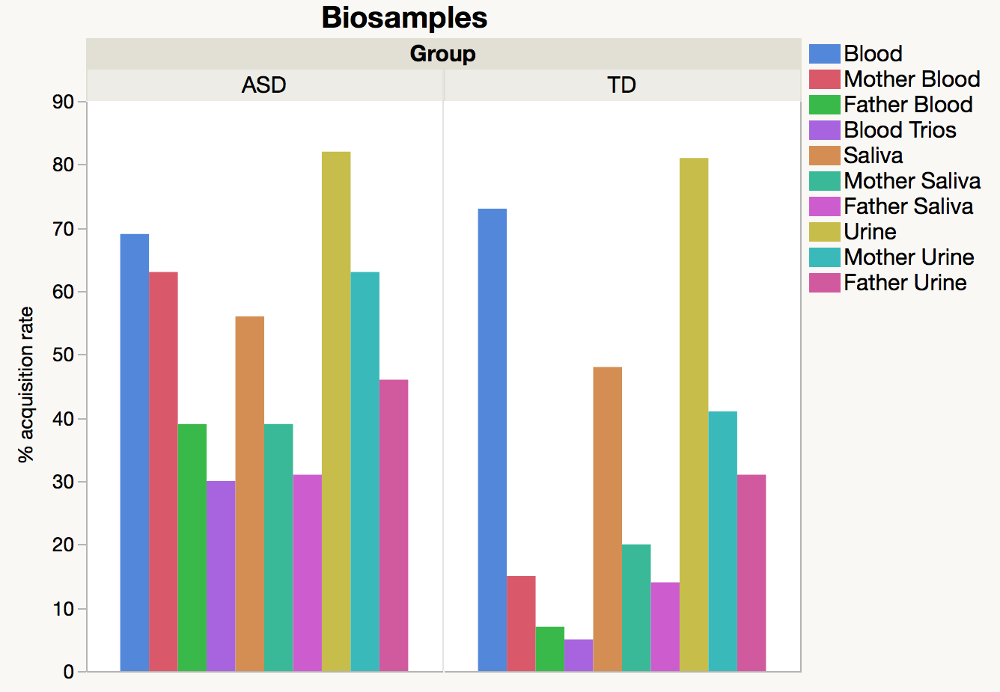 Biosamples
Group
ASD
TD
% acquisition rate
90
80
70
60
50
40
30
20
10
0
Blood
Mother Blood
Father Blood
Blood Trios
Saliva
Mother Saliva
Father Saliva
Urine
Mother Urine
Father Urine